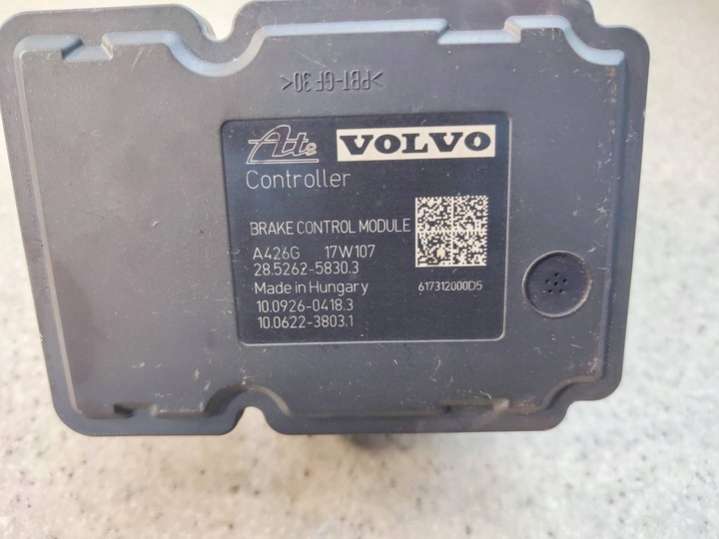 >PBT-GF30<
Ate VOLVO
Controller
BRAKE CONTROL MODULE
A426G 17W107
28.5262-5830.3
Made in Hungary
617312000D5
10.0926-0418.3
10.0622-3803.1